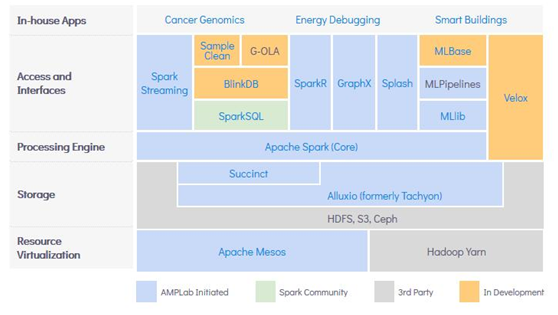 In-house Apps
Cancer Genomics
Energy Debugging
Smart Buildings
Access and
Interfaces
Spark
Streaming
Sample
Clean
G-OLA
BlinkDB
SparkSQL
SparkR
GraphX
Splash
MLBase
MLPipelines
MLlib
Velox
Processing Engine
Apache Spark (Core)
Storage
Succinct
Alluxio (formerly Tachyon)
HDFS, S3, Ceph
Resource
Virtualization
Apache Mesos
Hadoop Yarn
AMPLab Initiated
Spark Community
3rd Party
In Development